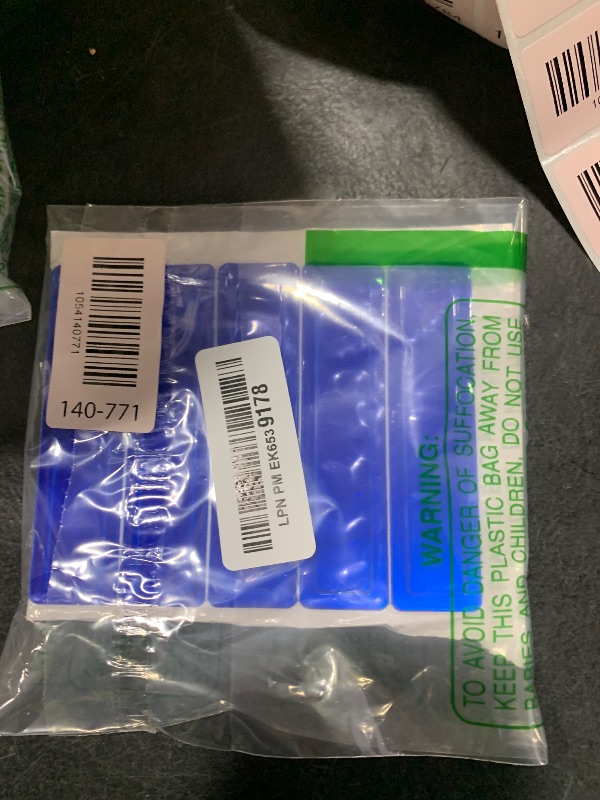 1054140771
140-771
LPN PM EK653 9178
WARNING:
TO AVOID DANGER OF SUFFOCATION
KEEP THIS PLASTIC BAG AWAY FROM
BABIES AND CHILDREN. DO NOT USE